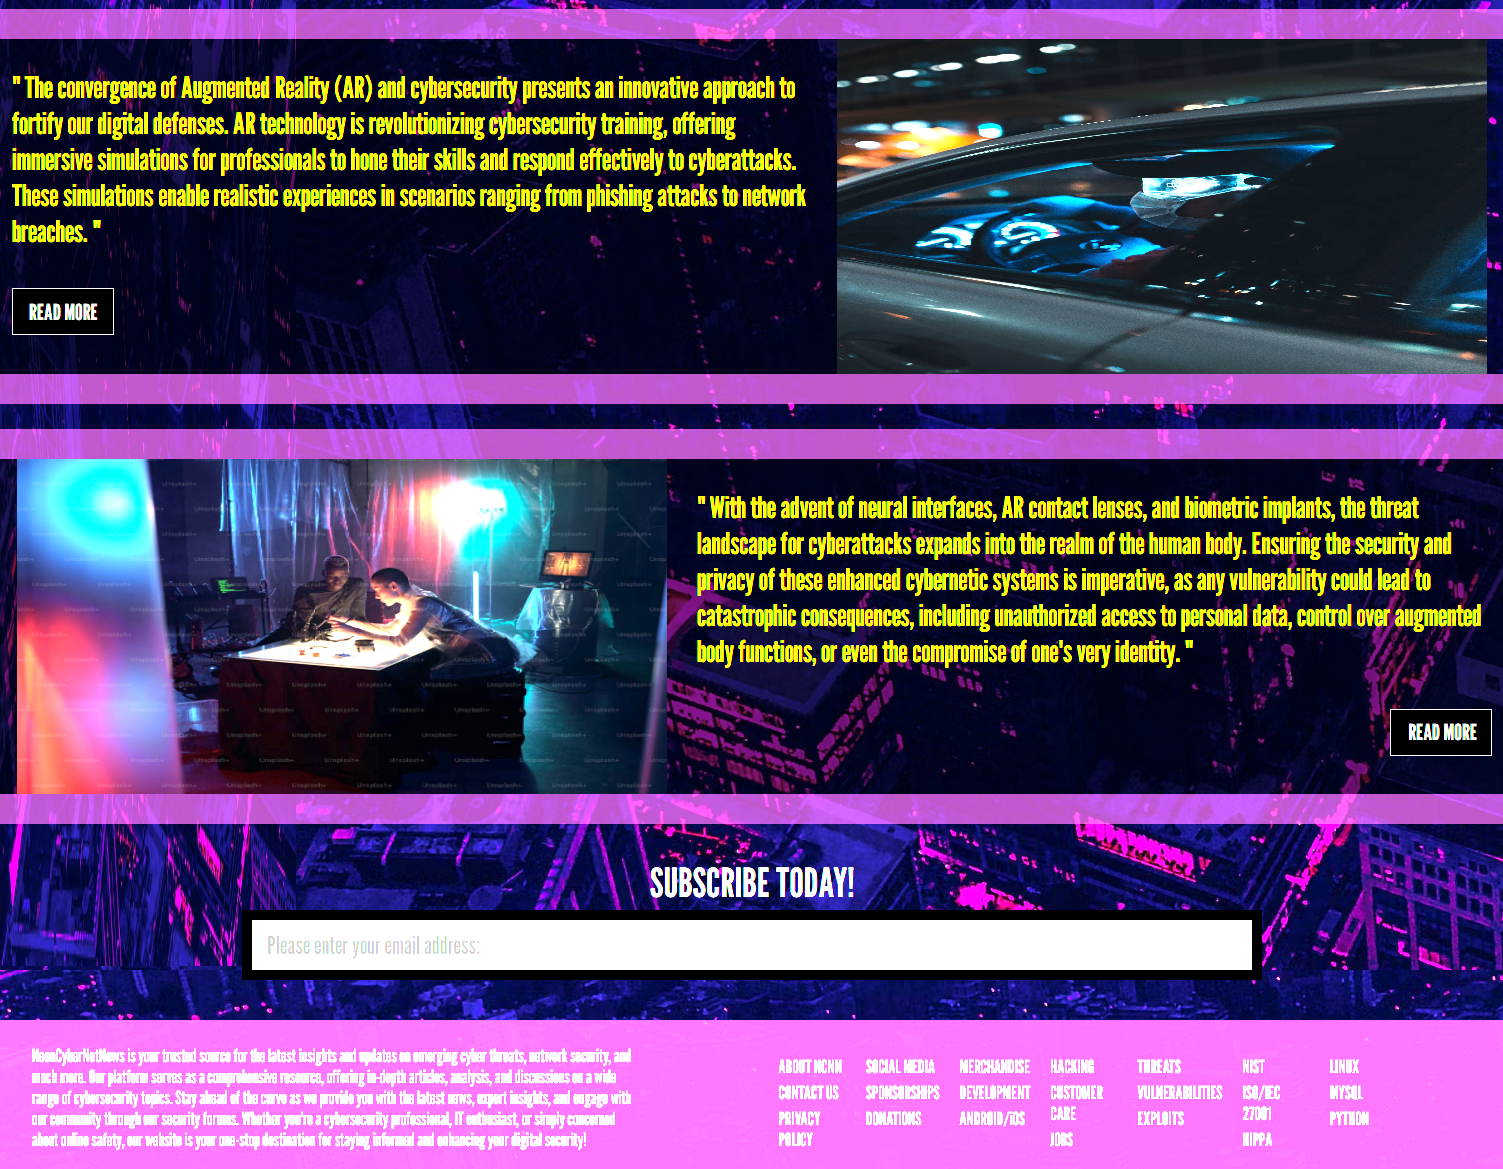 " The convergence of Augmented Reality (AR) and cybersecurity presents an innovative approach to
fortify our digital defenses. AR technology is revolutionizing cybersecurity training, offering
immersive simulations for professionals to hone their skills and respond effectively to cyberattacks.
These simulations enable realistic experiences in scenarios ranging from phishing attacks to network
breaches. "
READ MORE
" With the advent of neural interfaces, AR contact lenses, and biometric implants, the threat
landscape for cyberattacks expands into the realm of the human body. Ensuring the security and
privacy of these enhanced cybernetic systems is imperative, as any vulnerability could lead to
catastrophic consequences, including unauthorized access to personal data, control over augmented
body functions, or even the compromise of one's very identity. "
READ MORE
SUBSCRIBE TODAY!
Please enter your email address:
NeonCyberNetNews is your trusted source for the latest insights and updates on emerging cyber threats, network security, and
much more. Our platform serves as a comprehensive resource, offering in-depth articles, analysis, and discussions on a wide
range of cybersecurity topics. Stay ahead of the curve as we provide you with the latest news, expert insights, and engage with
our community through our security forums. Whether you're a cybersecurity professional, IT enthusiast, or simply concerned
about online safety, our website is your one-stop destination for staying informed and enhancing your digital security!
ABOUT NCNN
CONTACT US
PRIVACY
POLICY
SOCIAL MEDIA
SPONSORSHIPS
DONATIONS
MERCHANDISE
DEVELOPMENT
ANDROID/iOS
HACKING
CUSTOMER
CARE
JOBS
THREATS
VULNERABILITIES
EXPLOITS
NIST
ISO/IEC
27001
HIPPA
LINUX
MYSQL
PYTHON